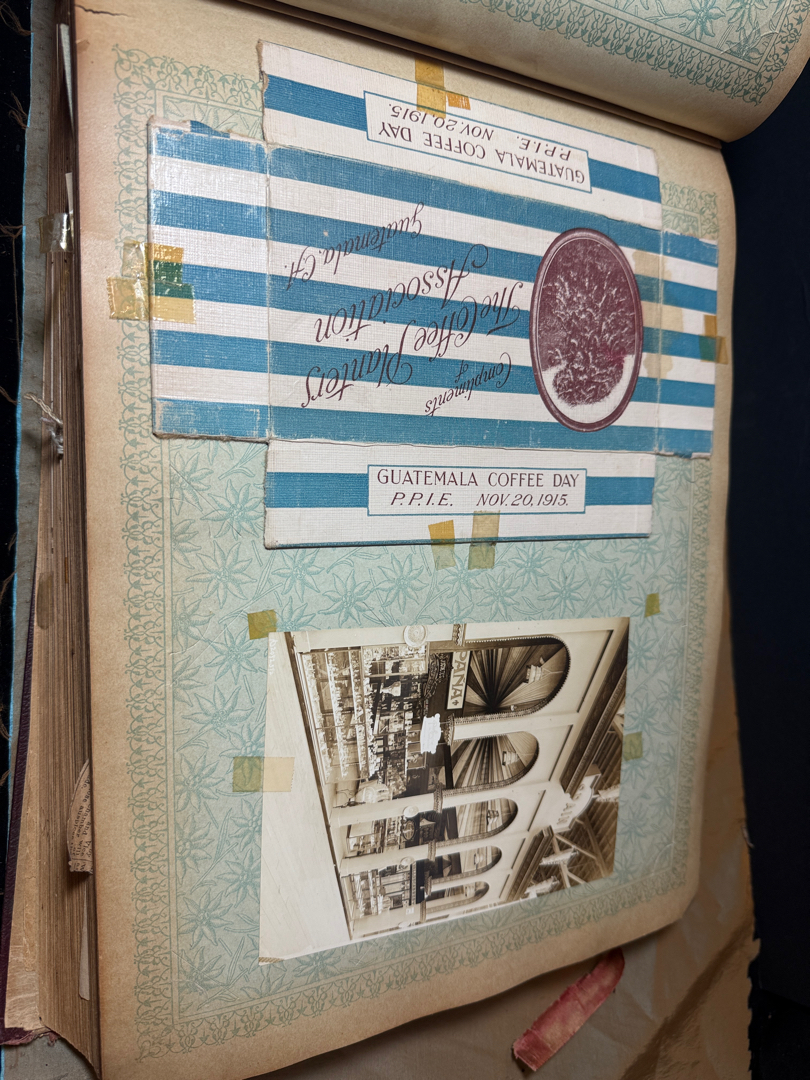 GUATEMALA COFFEE DAY
P.P.I.E. NOV. 20, 1915.
Compliments
of
The Coffee Planters
Association
Guatemala, C.A.
GUATEMALA COFFEE DAY
P.P.I.E. NOV. 20, 1915.